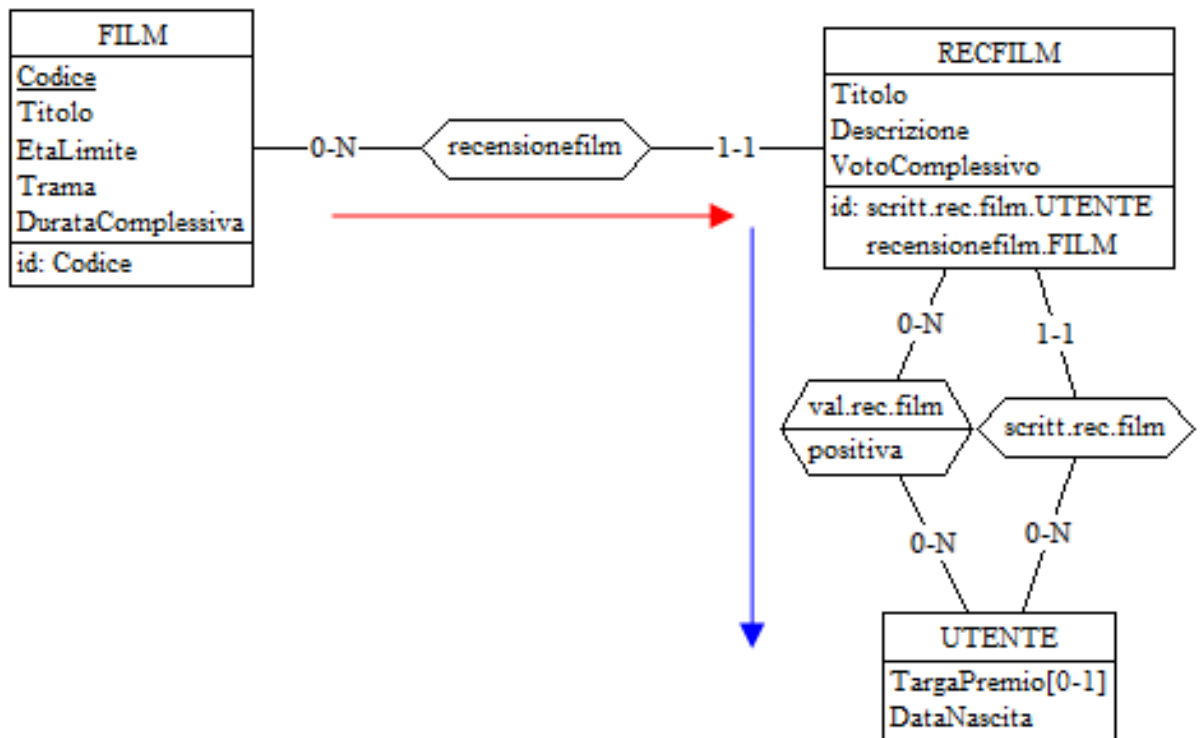 FILM
Codice
Titolo
EtaLimite
Trama
DurataComplessiva
id: Codice
0-N
recensionefilm
1-1
RECFILM
Titolo
Descrizione
VotoComplessivo
id: scritt.rec.film.UTENTE
recensionefilm.FILM
0-N
1-1
val.rec.film
positiva
scritt.rec.film
0-N
0-N
UTENTE
TargaPremio[0-1]
DataNascita